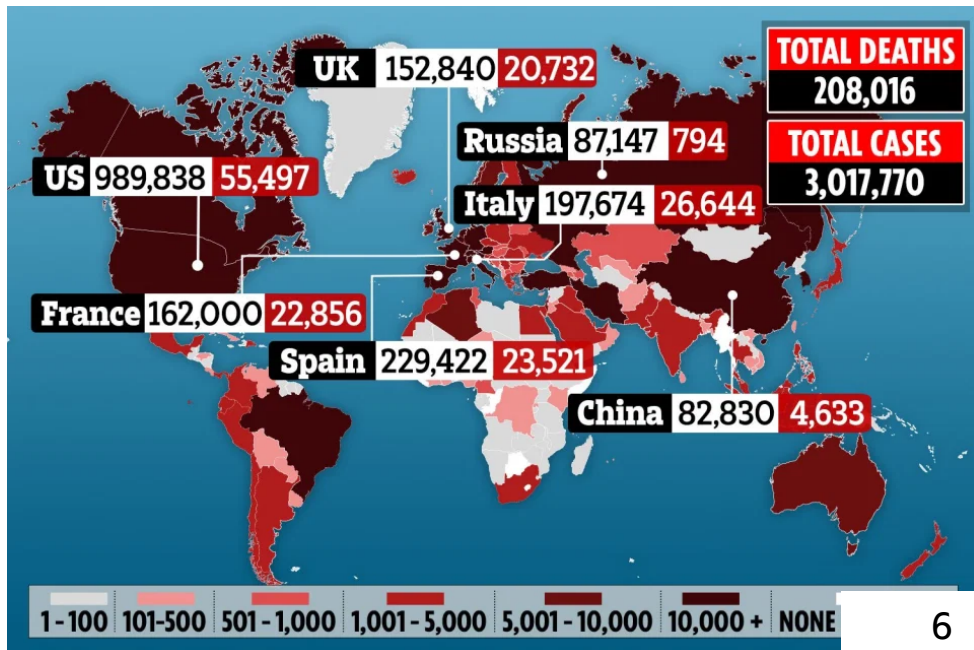 UK 152,840 20,732
TOTAL DEATHS
208,016
Russia 87,147 794
TOTAL CASES
3,017,770
US 989,838 55,497
Italy 197,674 26,644
France 162,000 22,856
Spain 229,422 23,521
China 82,830 4,633
1-100 101-500 501-1,000 1,001-5,000 5,001-10,000 10,000+ NONE
6